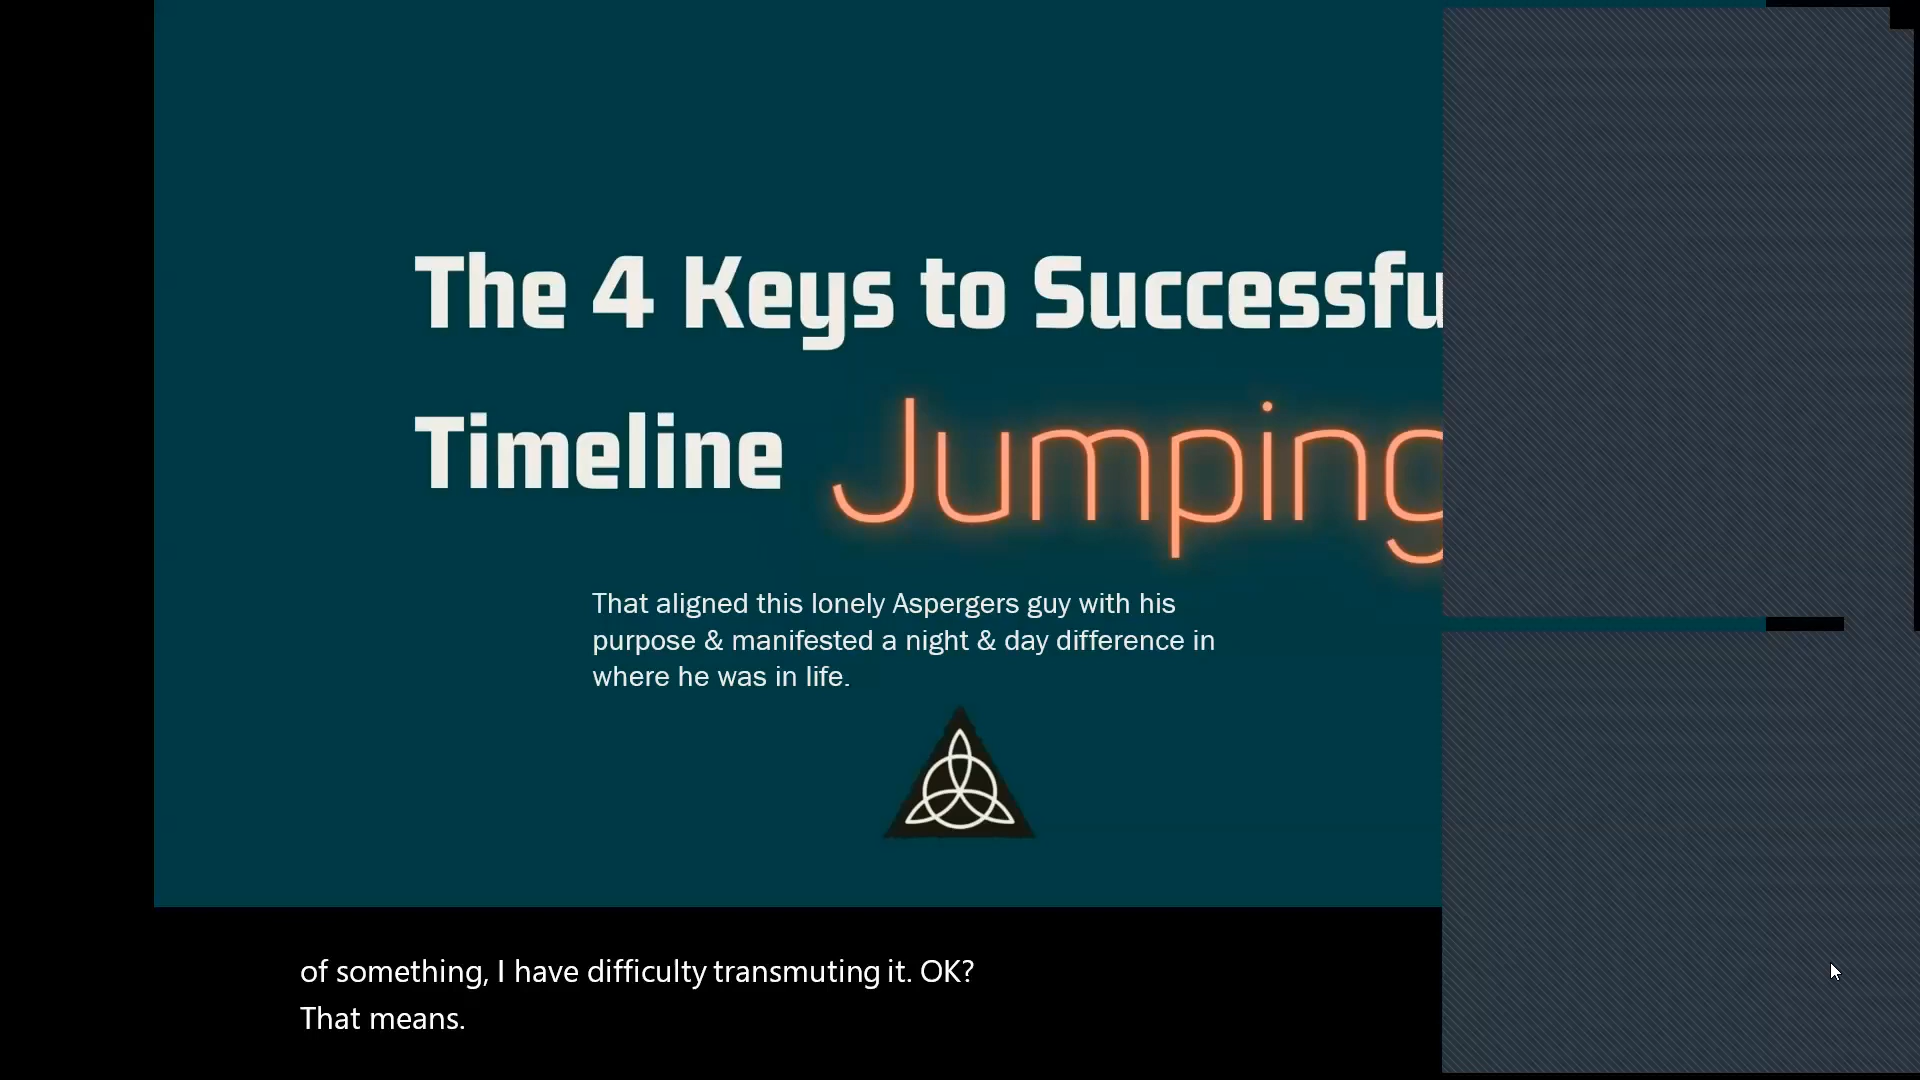 The 4 Keys to Successfu
Timeline Jumping
That aligned this lonely Aspergers guy with his
purpose & manifested a night & day difference in
where he was in life.
of something, I have difficulty transmuting it. OK?
That means.